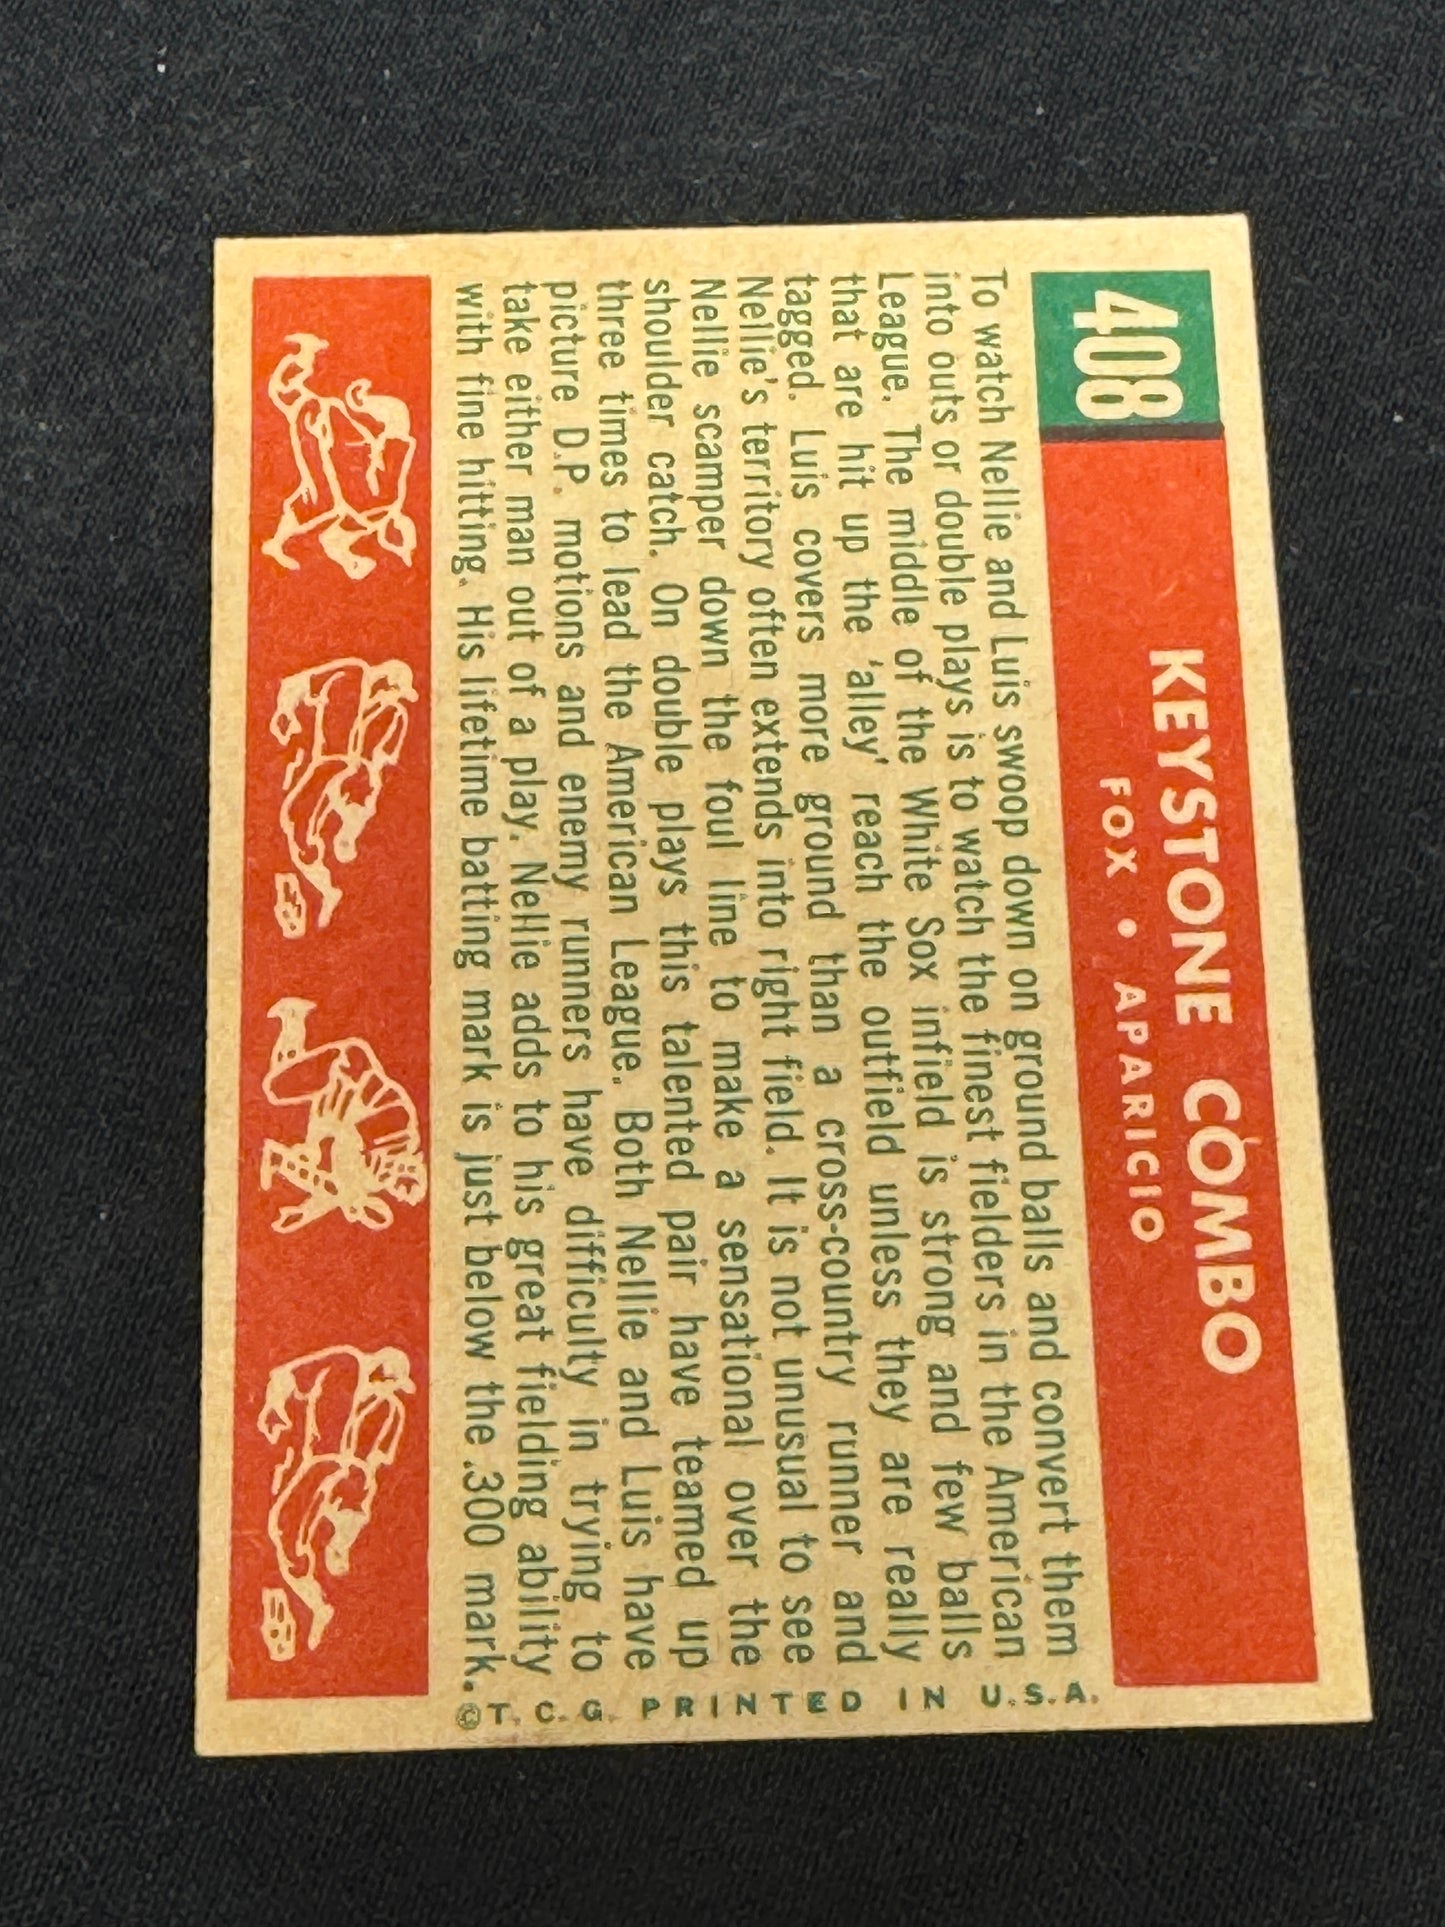 408
KEYSTONE COMBO
FOX • APARICIO
To watch Nellie and Luis swoop down on ground balls and convert them
into outs or double plays is to watch the finest fielders in the American
League. The middle of the White Sox infield is strong and few balls
that are hit up the 'alley' reach the outfield unless they are really
tagged. Luis covers more ground than a cross-country runner and
Nellie's territory often extends into right field. It is not unusual to see
Nellie scamper down the foul line to make a sensational over the
shoulder catch. On double plays this talented pair have teamed up
three times to lead the American League. Both Nellie and Luis have
picture D.P. motions and enemy runners have difficulty in trying to
take either man out of a play. Nellie adds to his great fielding ability
with fine hitting. His lifetime batting mark is just below the .300 mark.
© T. C. G. PRINTED IN U.S.A.